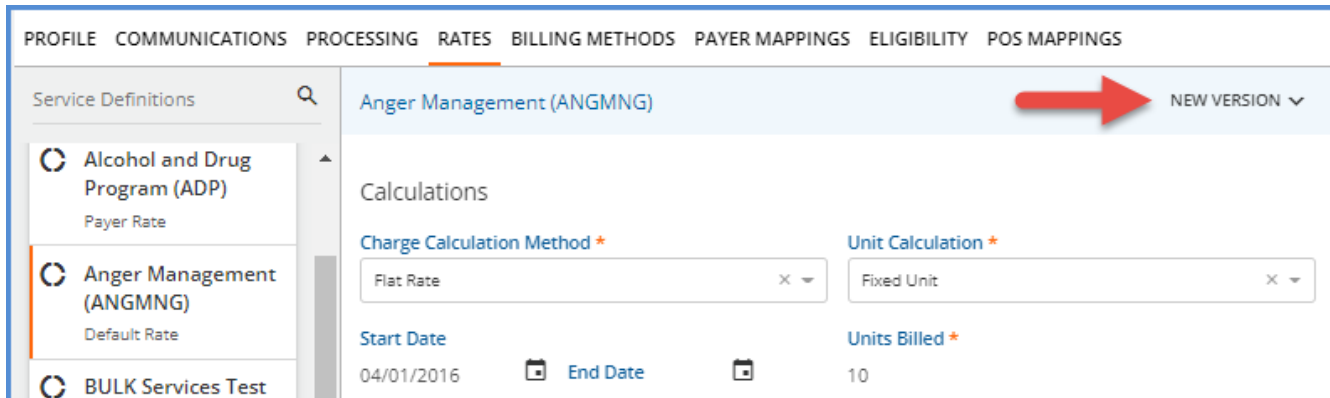 PROFILE COMMUNICATIONS PROCESSING RATES BILLING METHODS PAYER MAPPINGS ELIGIBILITY POS MAPPINGS
Service Definitions
Alcohol and Drug
Program (ADP)
Payer Rate
Anger Management
(ANGMNG)
Default Rate
BULK Services Test
Anger Management (ANGMNG)
NEW VERSION
Calculations
Charge Calculation Method *
Unit Calculation *
Flat Rate
Fixed Unit
Start Date
Units Billed *
04/01/2016
End Date
10